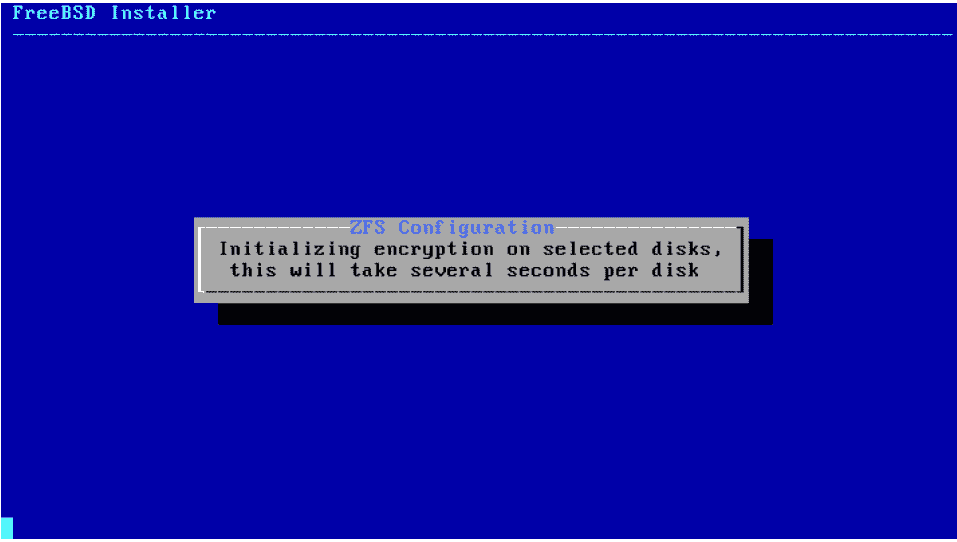 FreeBSD Installer
ZFS Configuration
Initializing encryption on selected disks,
this will take several seconds per disk